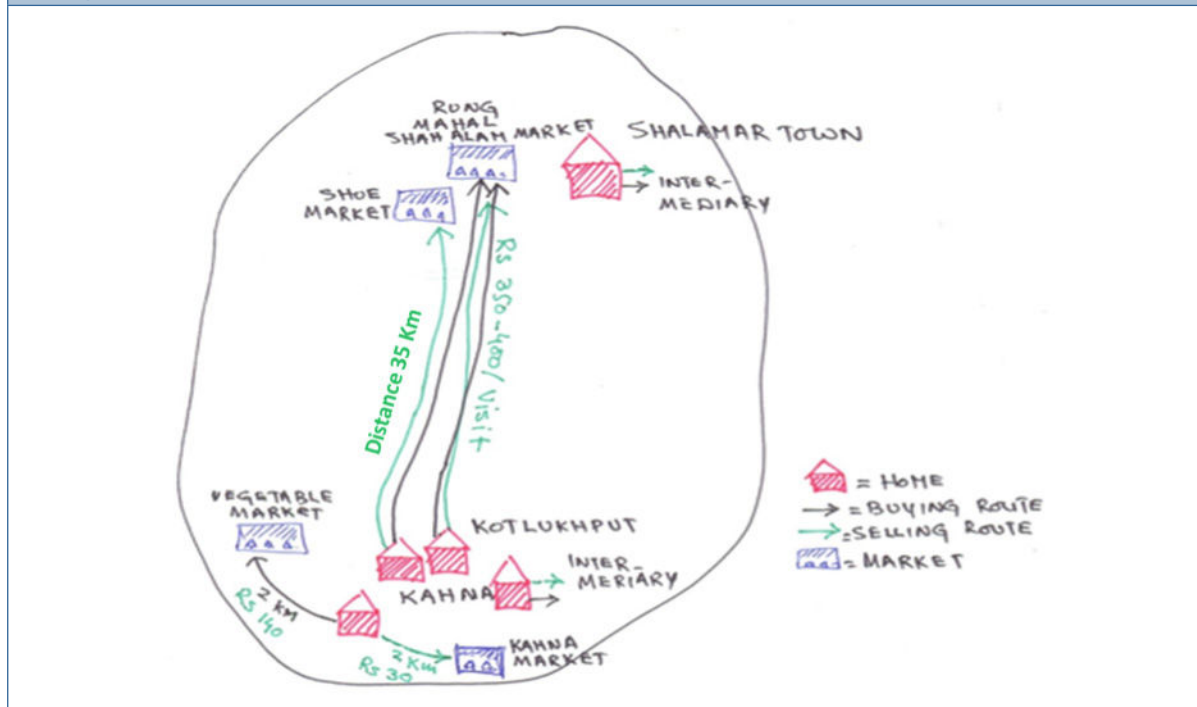 RUNG
MAHAL
SHAH ALAM MARKET
SHALAMAR TOWN
INTER-
MEDIARY
SHOE
MARKET
Rs 250-400/Visit
Distance 35 Km
VEGETABLE
MARKET
KOTLUKHPUT
INTER-
MERIARY
KAHNA
2 KM
Rs 140
2 Km
Rs 30
KAHNA
MARKET
= HOME
= BUYING ROUTE
=SELLING ROUTE
= MARKET